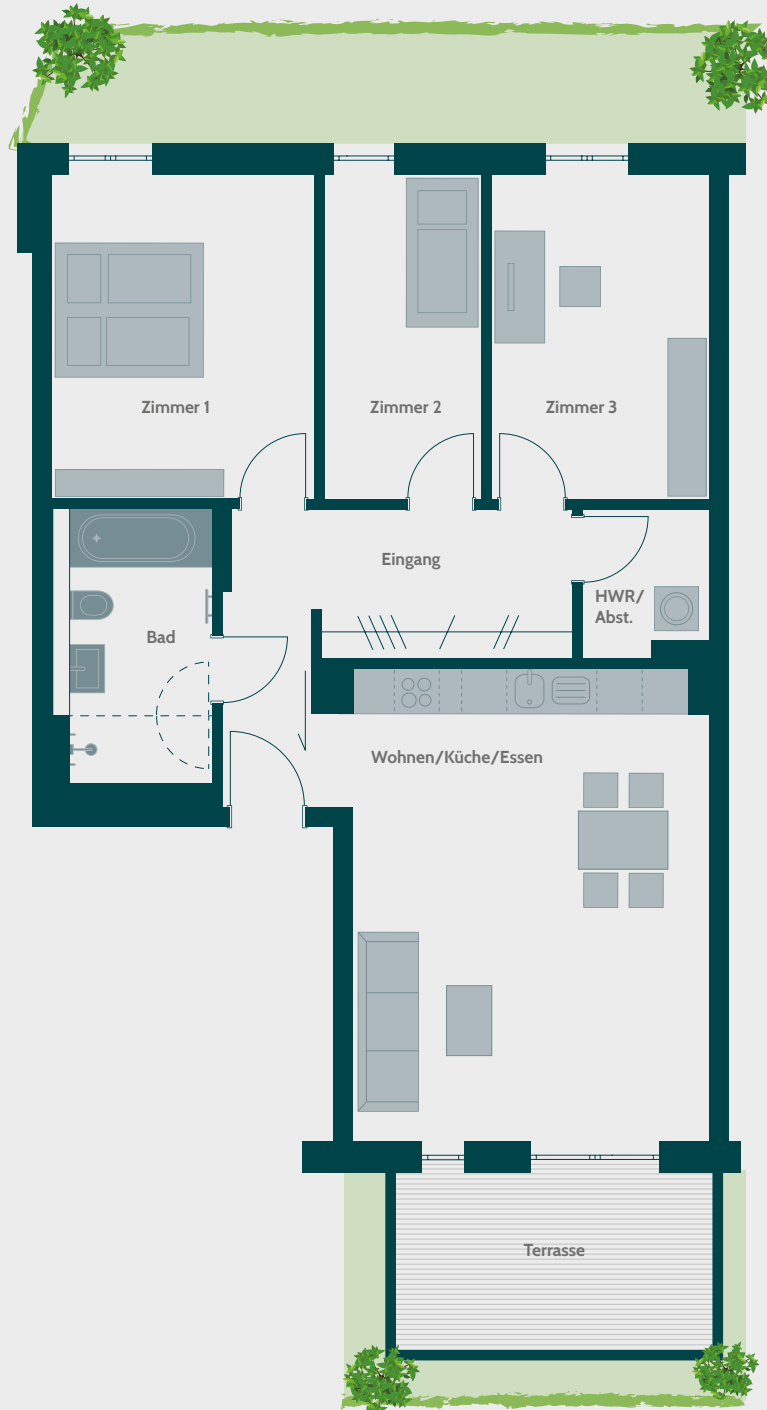 Zimmer 1
Zimmer 2
Zimmer 3
Eingang
HWR/
Abst.
Bad
Wohnen/Küche/Essen
Terrasse